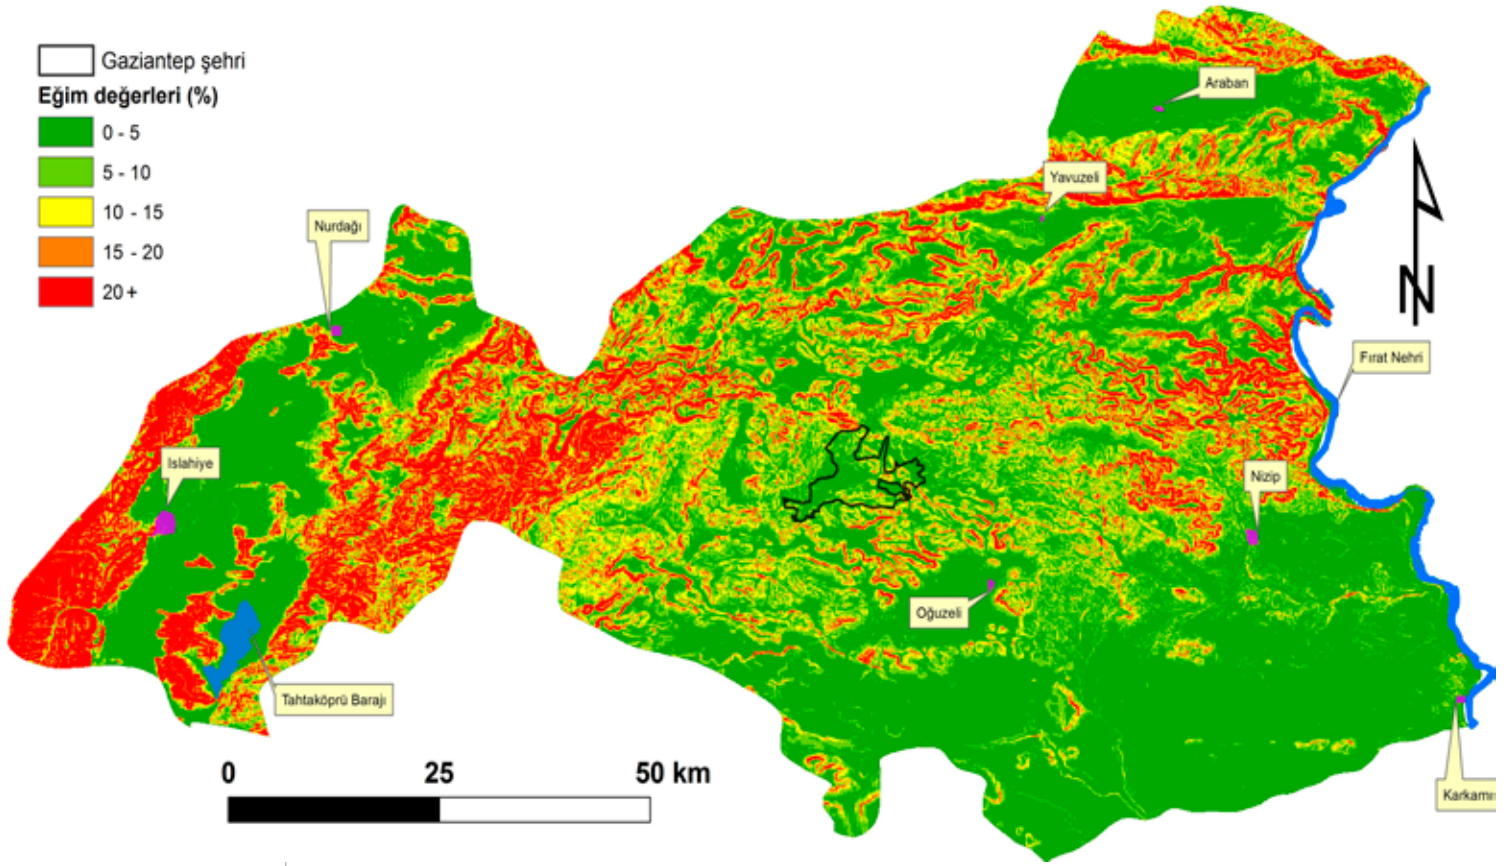 Gaziantep şehri
Eğim değerleri (%)
0 - 5
5 - 10
10 - 15
15 - 20
20 +
Araban
Yavuzeli
Nurdağı
N
Fırat Nehri
Islahiye
Nizip
Oğuzeli
Tahtaköprü Barajı
0 25 50 km
Karkamış